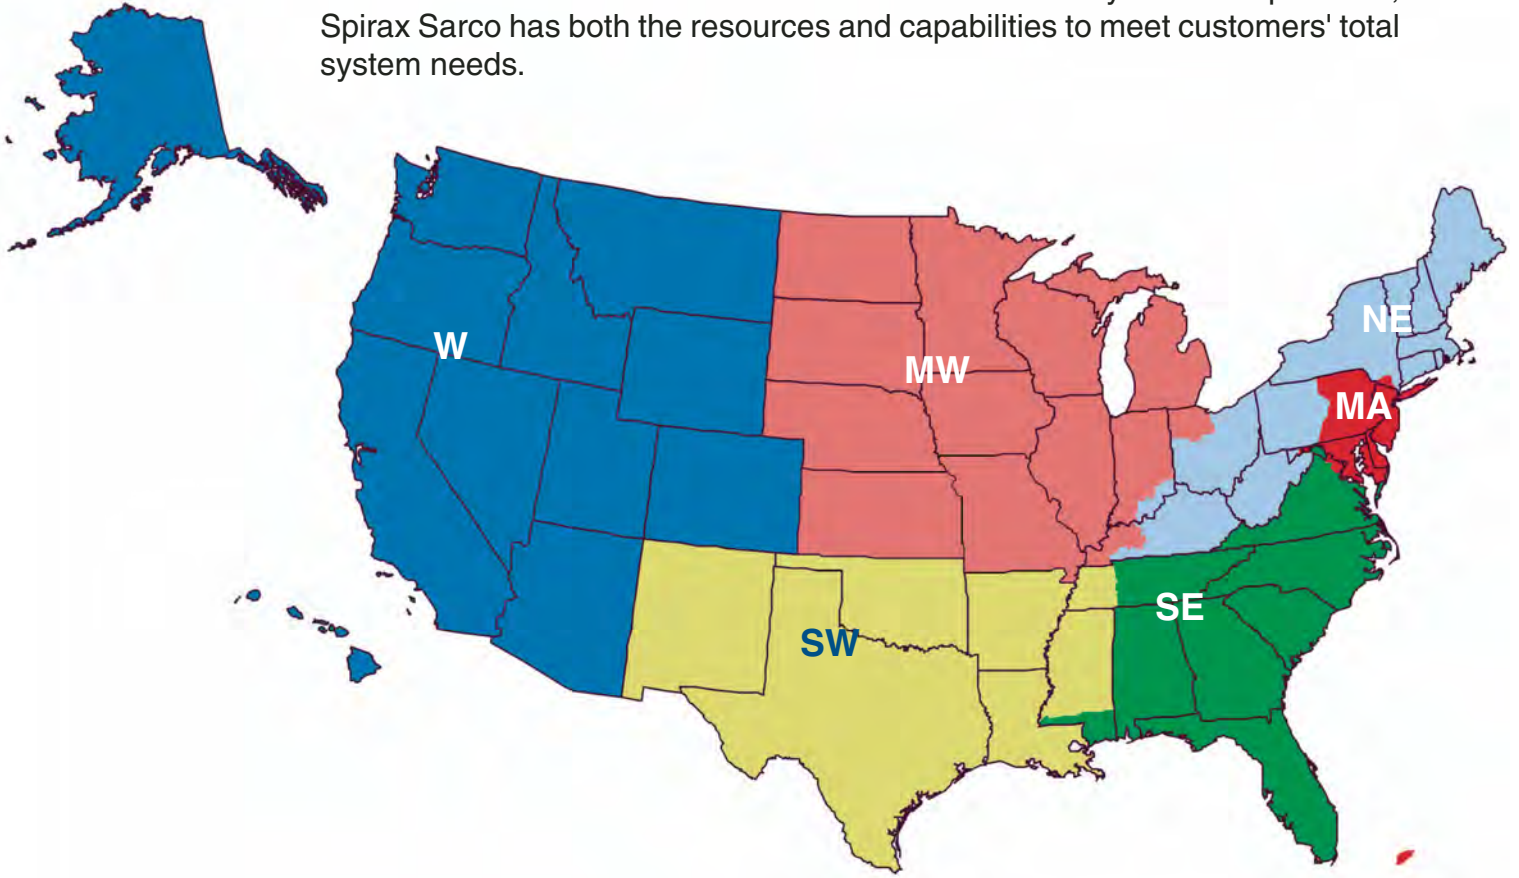 Spirax Sarco has both the resources and capabilities to meet customers' total
system needs.
NE
W
MW
MA
SE
SW